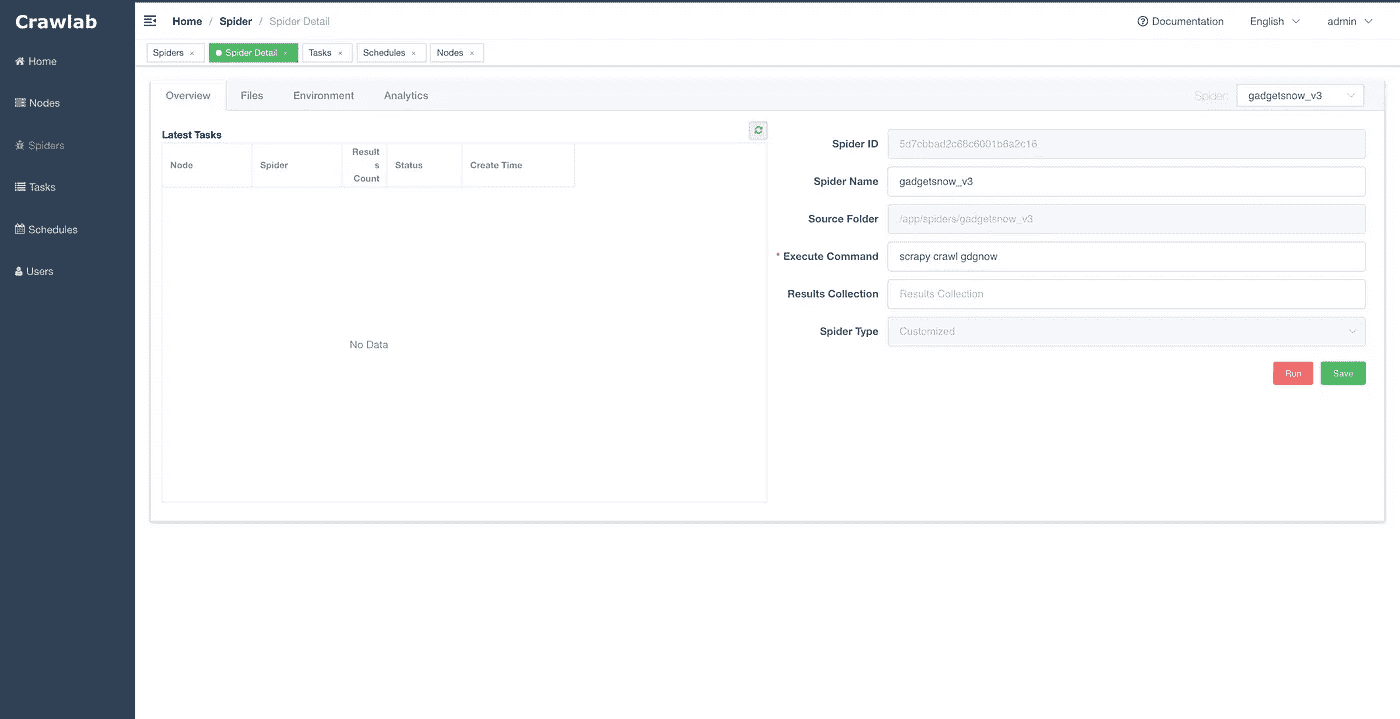 Crawlab
Home / Spider / Spider Detail
Documentation English admin
Spiders × Spider Detail × Tasks × Schedules × Nodes ×
Home
Nodes
Spiders
Tasks
Schedules
Users
Overview Files Environment Analytics
Spider: gadgetsnow_v3
Latest Tasks
Node Spider Result
s
Count Status Create Time
No Data
Spider ID 5d7cbbad2c66c6001b6a2c16
Spider Name gadgetsnow_v3
Source Folder /app/spiders/gadgetsnow_v3
* Execute Command scrapy crawl gdgnow
Results Collection Results Collection
Spider Type Customized
Run Save